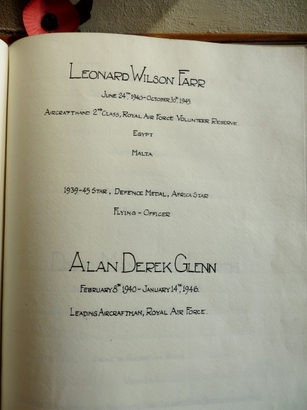 LEONARD WILSON FARR
JUNE 24TH 1940-OCTOBER 30TH 1945
AIRCRAFTHAND 2ND CLASS, ROYAL AIR FORCE VOLUNTEER RESERVE
EGYPT
MALTA
1939-45 STAR, DEFENCE MEDAL, AFRICA STAR
FLYING - OFFICER
ALAN DEREK GLENN
FEBRUARY 8TH 1940 - JANUARY 14TH 1946.
LEADING AIRCRAFTMAN, ROYAL AIR FORCE.